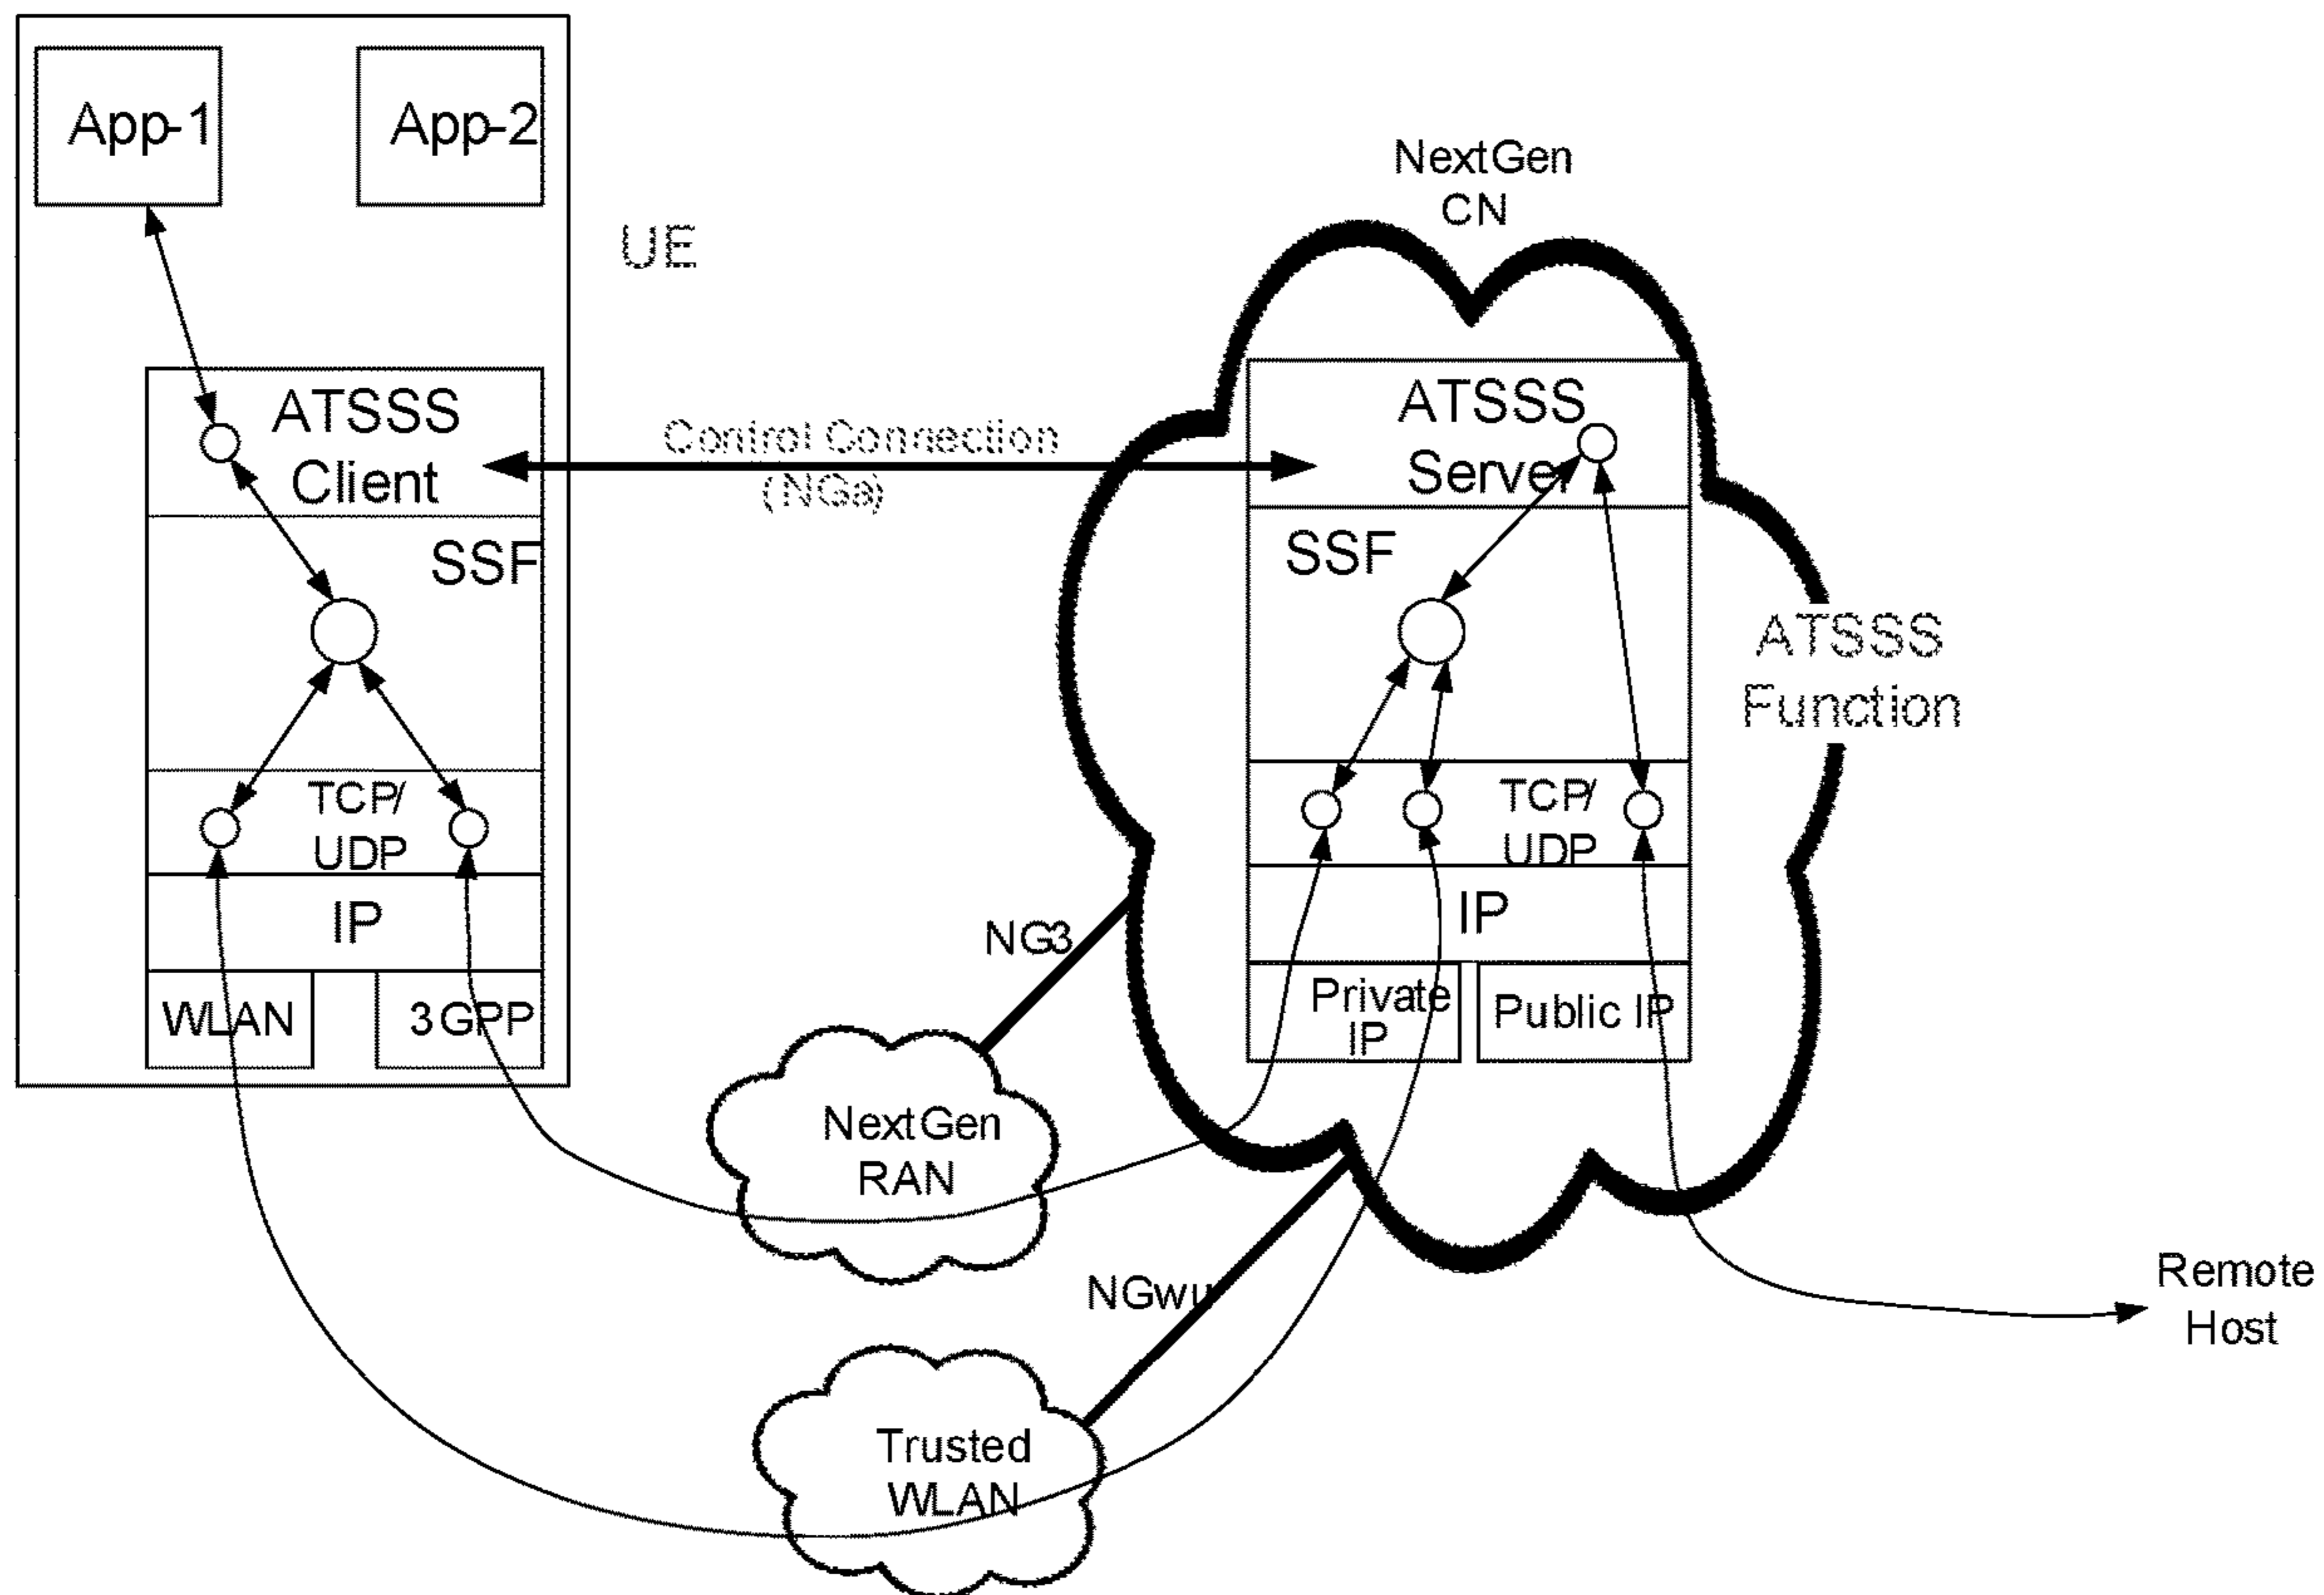 App-1
App-2
UE
NextGen
CN
ATSSS
Client
Control Connection
(NGa)
ATSSS
Server
SSF
SSF
ATSSS
Function
TCP/
UDP
TCP/
UDP
IP
IP
NG3
WLAN
3GPP
Private
IP
Public IP
NextGen
RAN
NGwu
Remote
Host
Trusted
WLAN